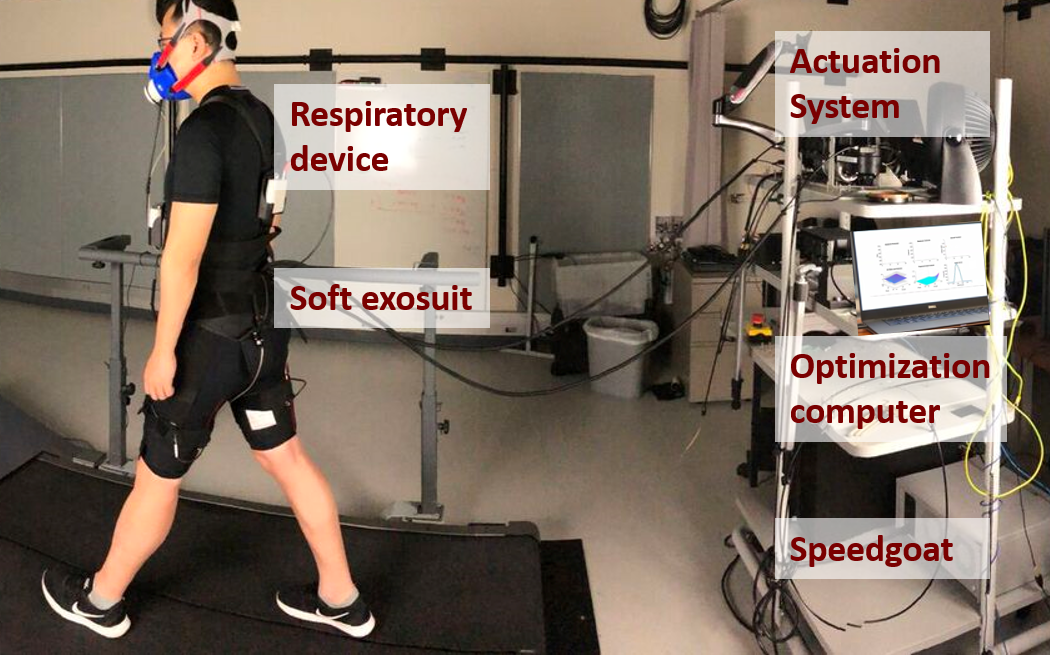 Respiratory
device
Soft exosuit
Actuation
System
Optimization
computer
Speedgoat